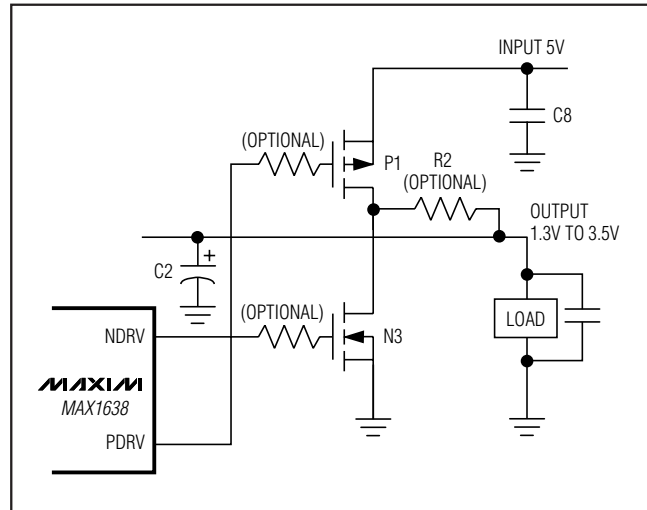 INPUT 5V
C8
(OPTIONAL)
P1
R2
(OPTIONAL)
OUTPUT
1.3V TO 3.5V
+
C2
(OPTIONAL)
LOAD
NDRV
N3
MAXIM
MAX1638
PDRV